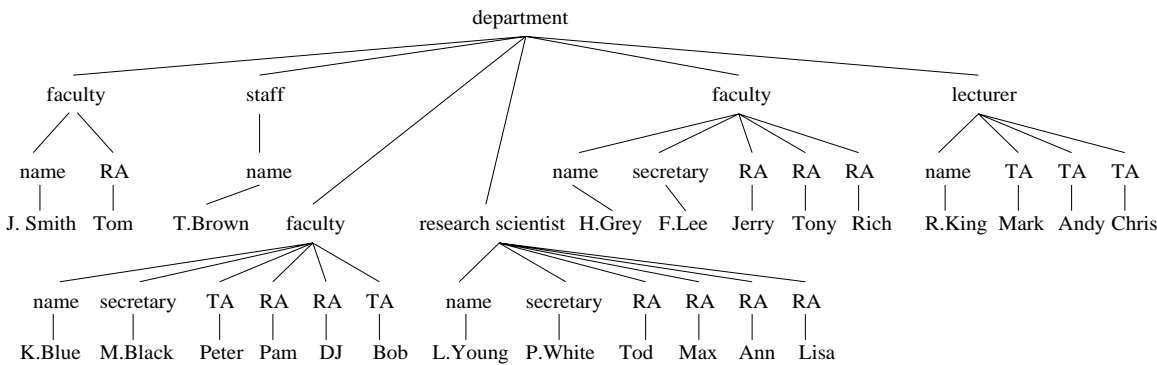 department
faculty staff faculty lecturer
name RA name name secretary RA RA RA name TA TA TA
J. Smith Tom T.Brown faculty research scientist H.Grey F.Lee Jerry Tony Rich R.King Mark Andy Chris
name secretary TA RA RA TA name secretary RA RA RA RA
K.Blue M.Black Peter Pam DJ Bob L.Young P.White Tod Max Ann Lisa